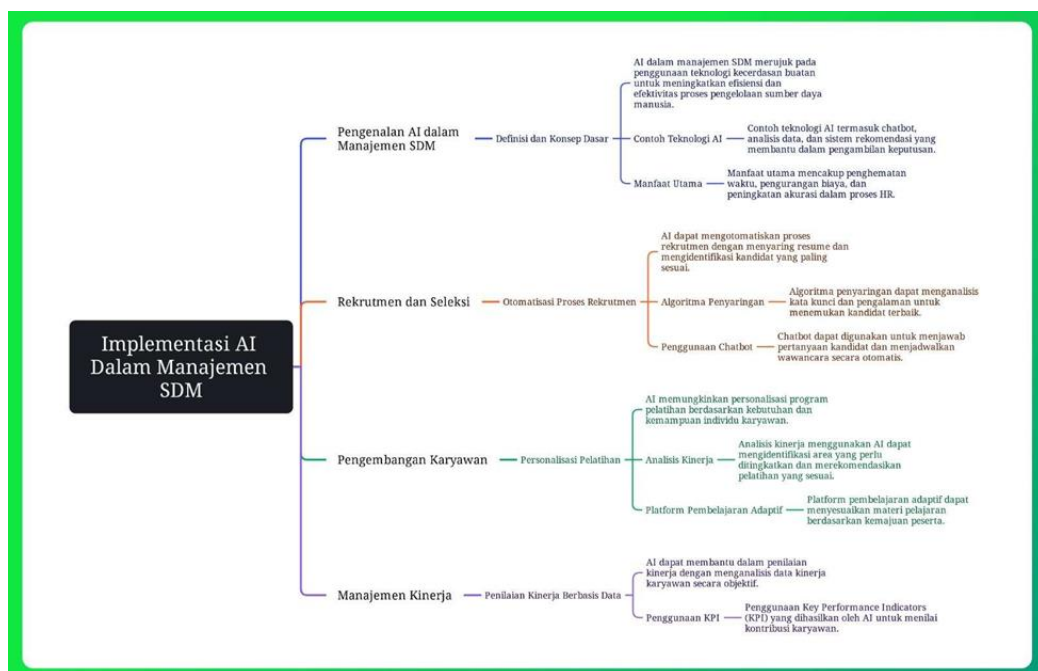 Implementasi AI
Dalam Manajemen
SDM
Pengenalan AI dalam
Manajemen SDM
Definisi dan Konsep Dasar
AI dalam manajemen SDM merujuk pada
penggunaan teknologi kecerdasan buatan
untuk meningkatkan efisiensi dan
efektivitas proses pengelolaan sumber daya
manusia.
Contoh Teknologi AI
Contoh teknologi AI termasuk chatbot,
analisis data, dan sistem rekomendasi yang
membantu dalam pengambilan keputusan.
Manfaat Utama
Manfaat utama mencakup penghematan
waktu, pengurangan biaya, dan
peningkatan akurasi dalam proses HR.
Rekrutmen dan Seleksi
Otomatisasi Proses Rekrutmen
AI dapat mengotomatiskan proses
rekrutmen dengan menyaring resume dan
mengidentifikasi kandidat yang paling
sesuai.
Algoritma Penyaringan
Algoritma penyaringan dapat menganalisis
kata kunci dan pengalaman untuk
menemukan kandidat terbaik.
Penggunaan Chatbot
Chatbot dapat digunakan untuk menjawab
pertanyaan kandidat dan menjadwalkan
wawancara secara otomatis.
Pengembangan Karyawan
Personalisasi Pelatihan
AI memungkinkan personalisasi program
pelatihan berdasarkan kebutuhan dan
kemampuan individu karyawan.
Analisis Kinerja
Analisis kinerja menggunakan AI dapat
mengidentifikasi area yang perlu
ditingkatkan dan merekomendasikan
pelatihan yang sesuai.
Platform Pembelajaran Adaptif
Platform pembelajaran adaptif dapat
menyesuaikan materi pelajaran
berdasarkan kemajuan peserta.
Manajemen Kinerja
Penilaian Kinerja Berbasis Data
AI dapat membantu dalam penilaian
kinerja dengan menganalisis data kinerja
karyawan secara objektif.
Penggunaan KPI
Penggunaan Key Performance Indicators
(KPI) yang dihasilkan oleh AI untuk menilai
kontribusi karyawan.